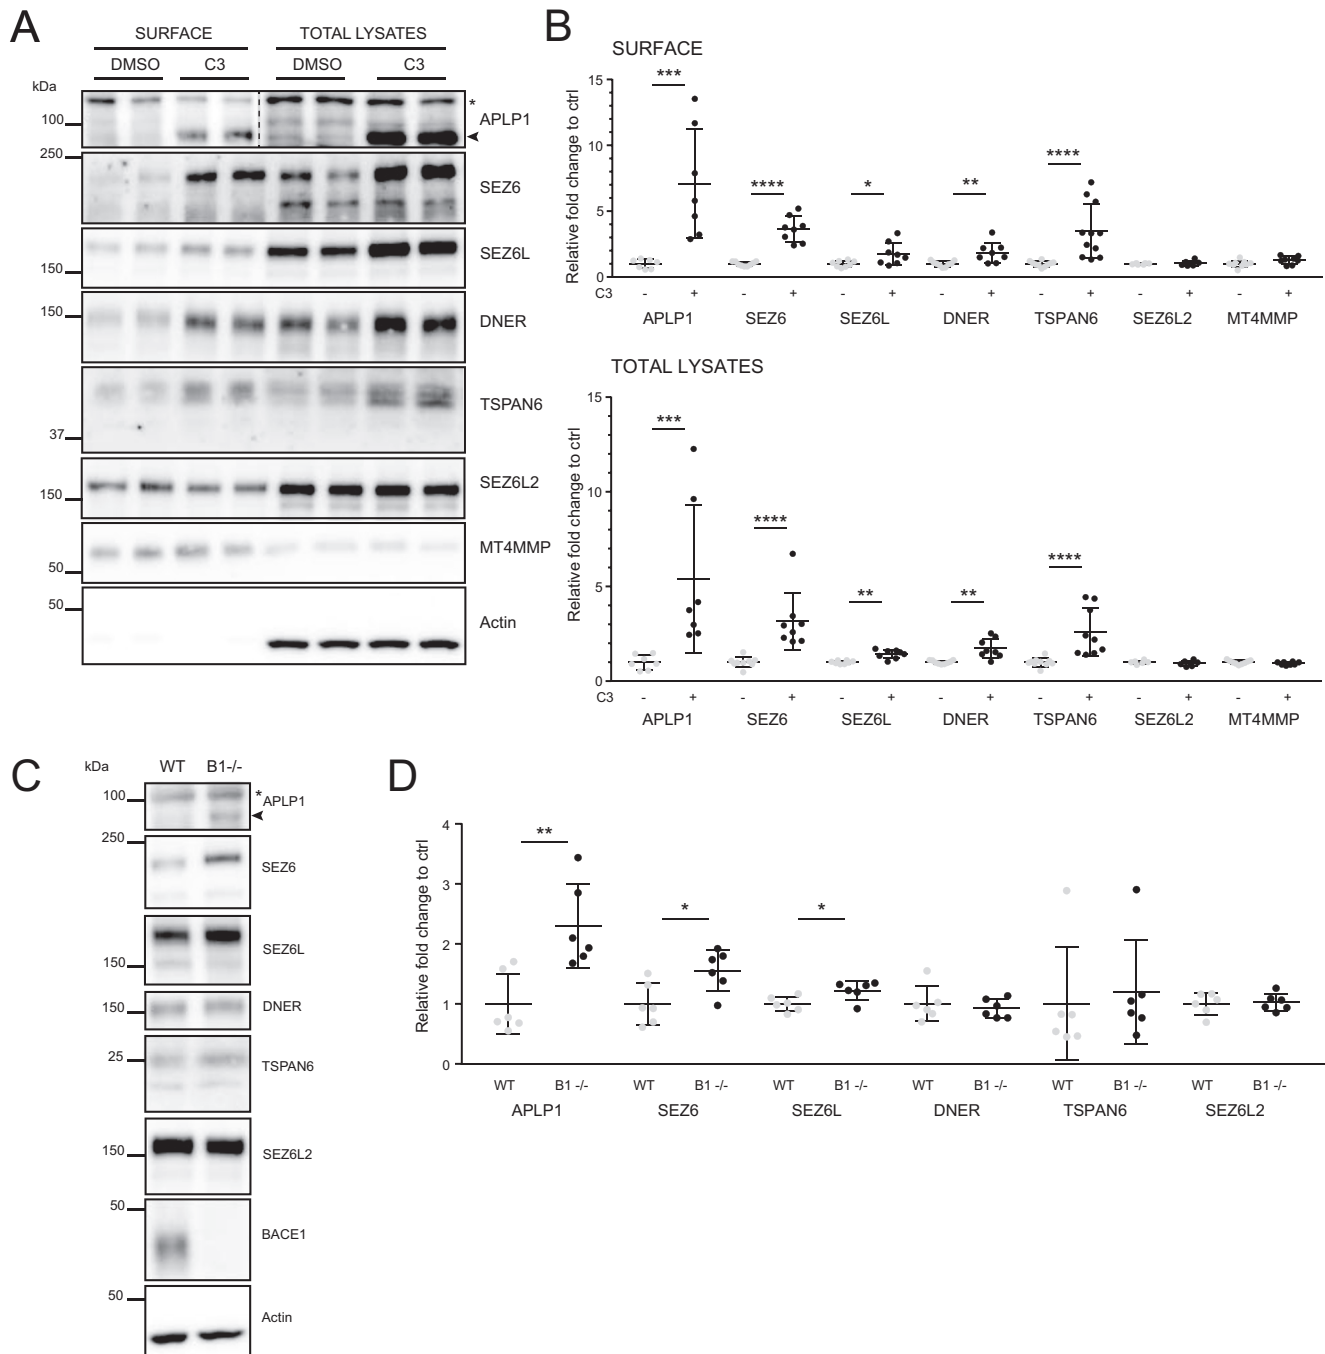 A
SURFACE TOTAL LYSATES
DMSO C3 DMSO C3
kDa
*
100
APLP1
250
SEZ6
SEZ6L
150
150
DNER
TSPAN6
37
SEZ6L2
150
MT4MMP
50
50
Actin
B
SURFACE
Relative fold change to ctrl
15
10
5
0
*** **** * ** ****
C3 - + - + - + - + - + - + - +
APLP1 SEZ6 SEZ6L DNER TSPAN6 SEZ6L2 MT4MMP
TOTAL LYSATES
Relative fold change to ctrl
15
10
5
0
*** **** ** ** ****
C3 - + - + - + - + - + - + - +
APLP1 SEZ6 SEZ6L DNER TSPAN6 SEZ6L2 MT4MMP
C
kDa WT B1-/-
100 * APLP1
250
SEZ6
SEZ6L
150
150 DNER
25 TSPAN6
150 SEZ6L2
50
BACE1
50
Actin
D
Relative fold change to ctrl
4
3
2
1
0
** * *
WT B1 -/- WT B1 -/- WT B1 -/- WT B1 -/- WT B1 -/- WT B1 -/-
APLP1 SEZ6 SEZ6L DNER TSPAN6 SEZ6L2